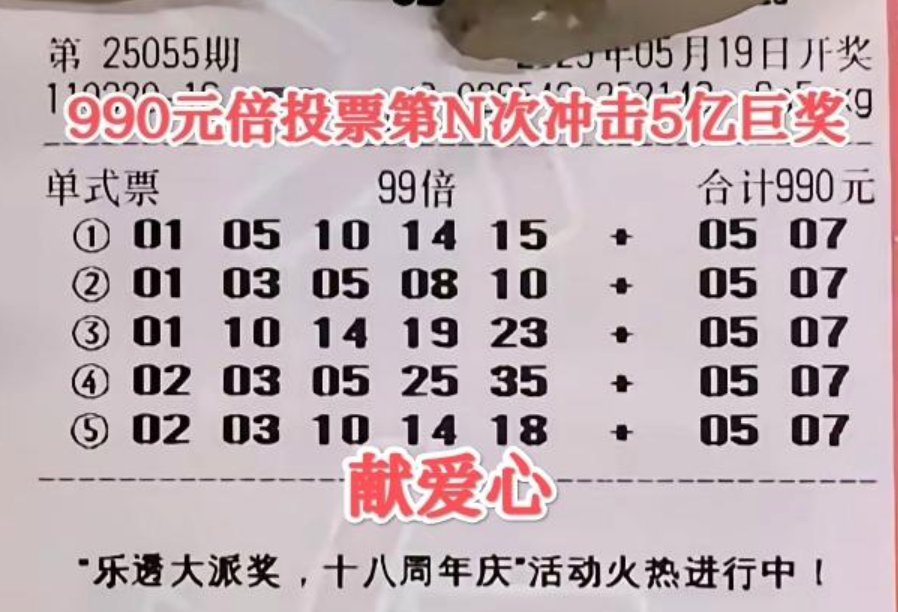 第 25055期 2025年05月19日开奖
990元倍投票第N次冲击5亿巨奖
单式票 99倍 合计990元
① 01 05 10 14 15 + 05 07
② 01 03 05 08 10 + 05 07
③ 01 10 14 19 23 + 05 07
④ 02 03 05 25 35 + 05 07
⑤ 02 03 10 14 18 + 05 07
献爱心
"乐透大派奖，十八周年庆"活动火热进行中！